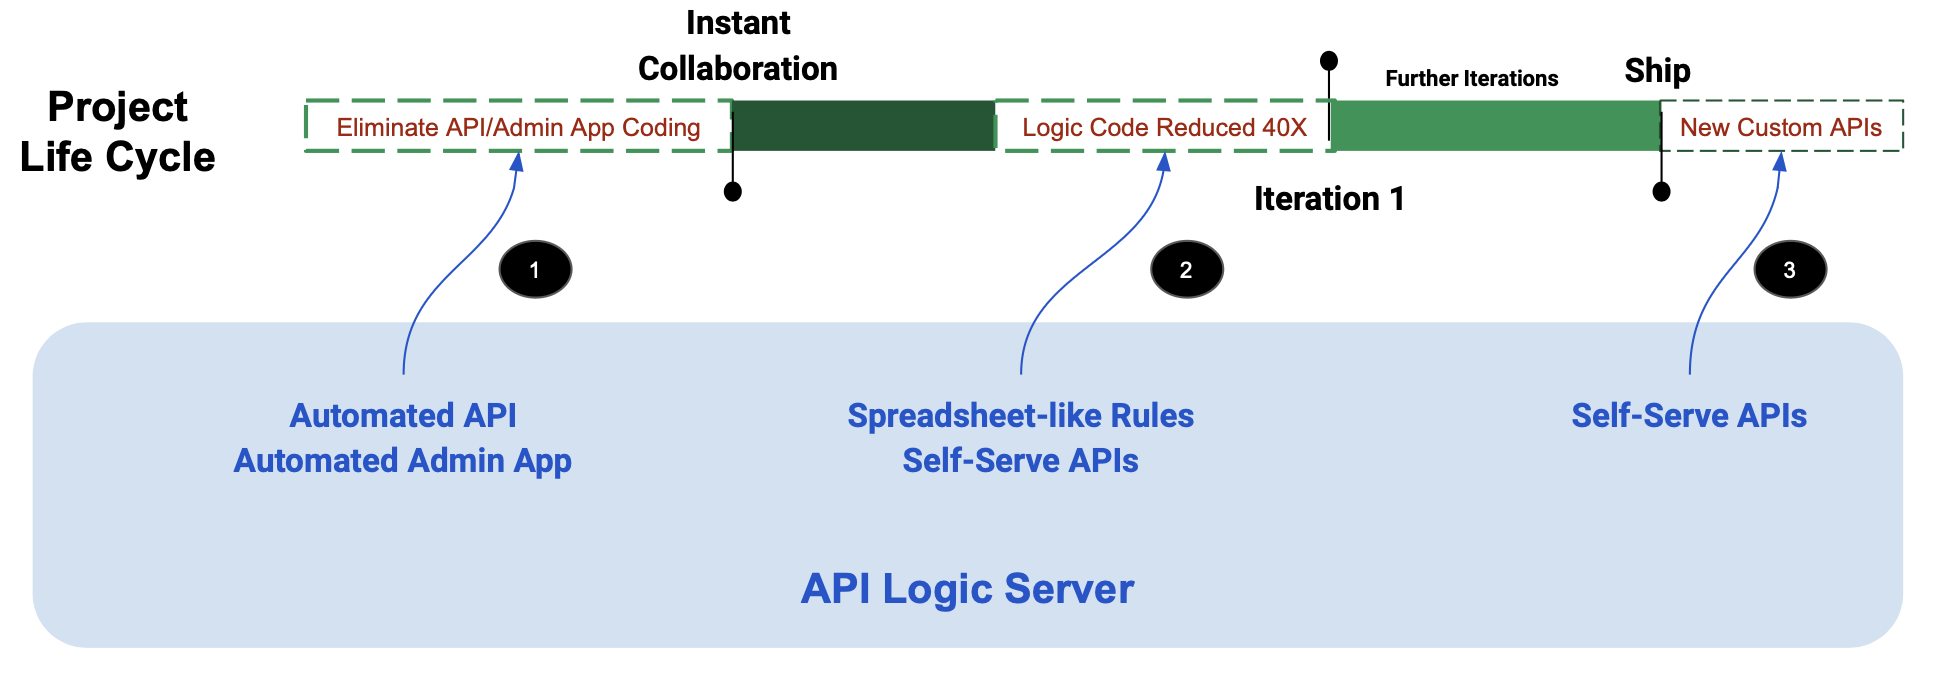 Instant
Collaboration
Project
Life Cycle
Eliminate API/Admin App Coding
Logic Code Reduced 40X
Further Iterations
Ship
New Custom APIs
Iteration 1
1
2
3
Automated API
Automated Admin App
Spreadsheet-like Rules
Self-Serve APIs
Self-Serve APIs
API Logic Server